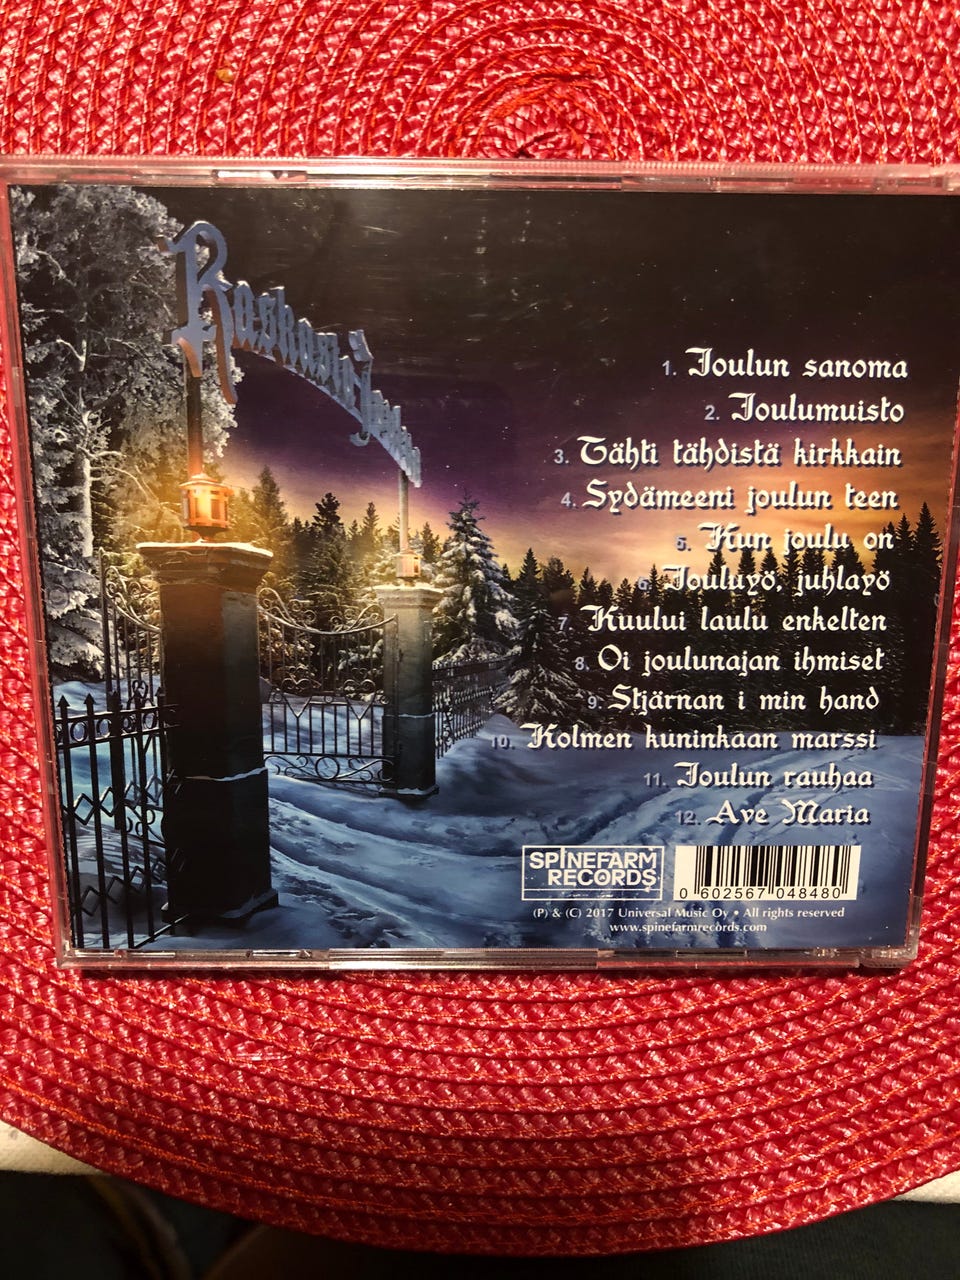 Raskasta Joulua
1. Joulun sanoma
2. Joulumuisto
3. Tähti tähdistä kirkkain
4. Sydämeeni joulun teen
5. Kun joulu on
6. Jouluyö, juhlayö
7. Kuului laulu enkelten
8. Oi joulunajan ihmiset
9. Stjärnan i min hand
10. Kolmen kuninkaan marssi
11. Joulun rauhaa
12. Ave Maria
SPINEFARM
RECORDS
0 602567 048480
(P) & (C) 2017 Universal Music Oy • All rights reserved
www.spinefarmrecords.com